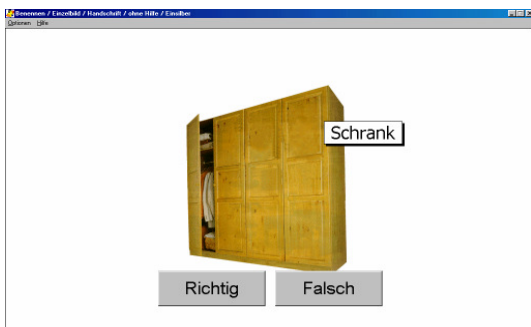 Benennen / Einzelbild / Handschrift / ohne Hilfe / Einsilber
Optionen Hilfe
Schrank
Richtig Falsch